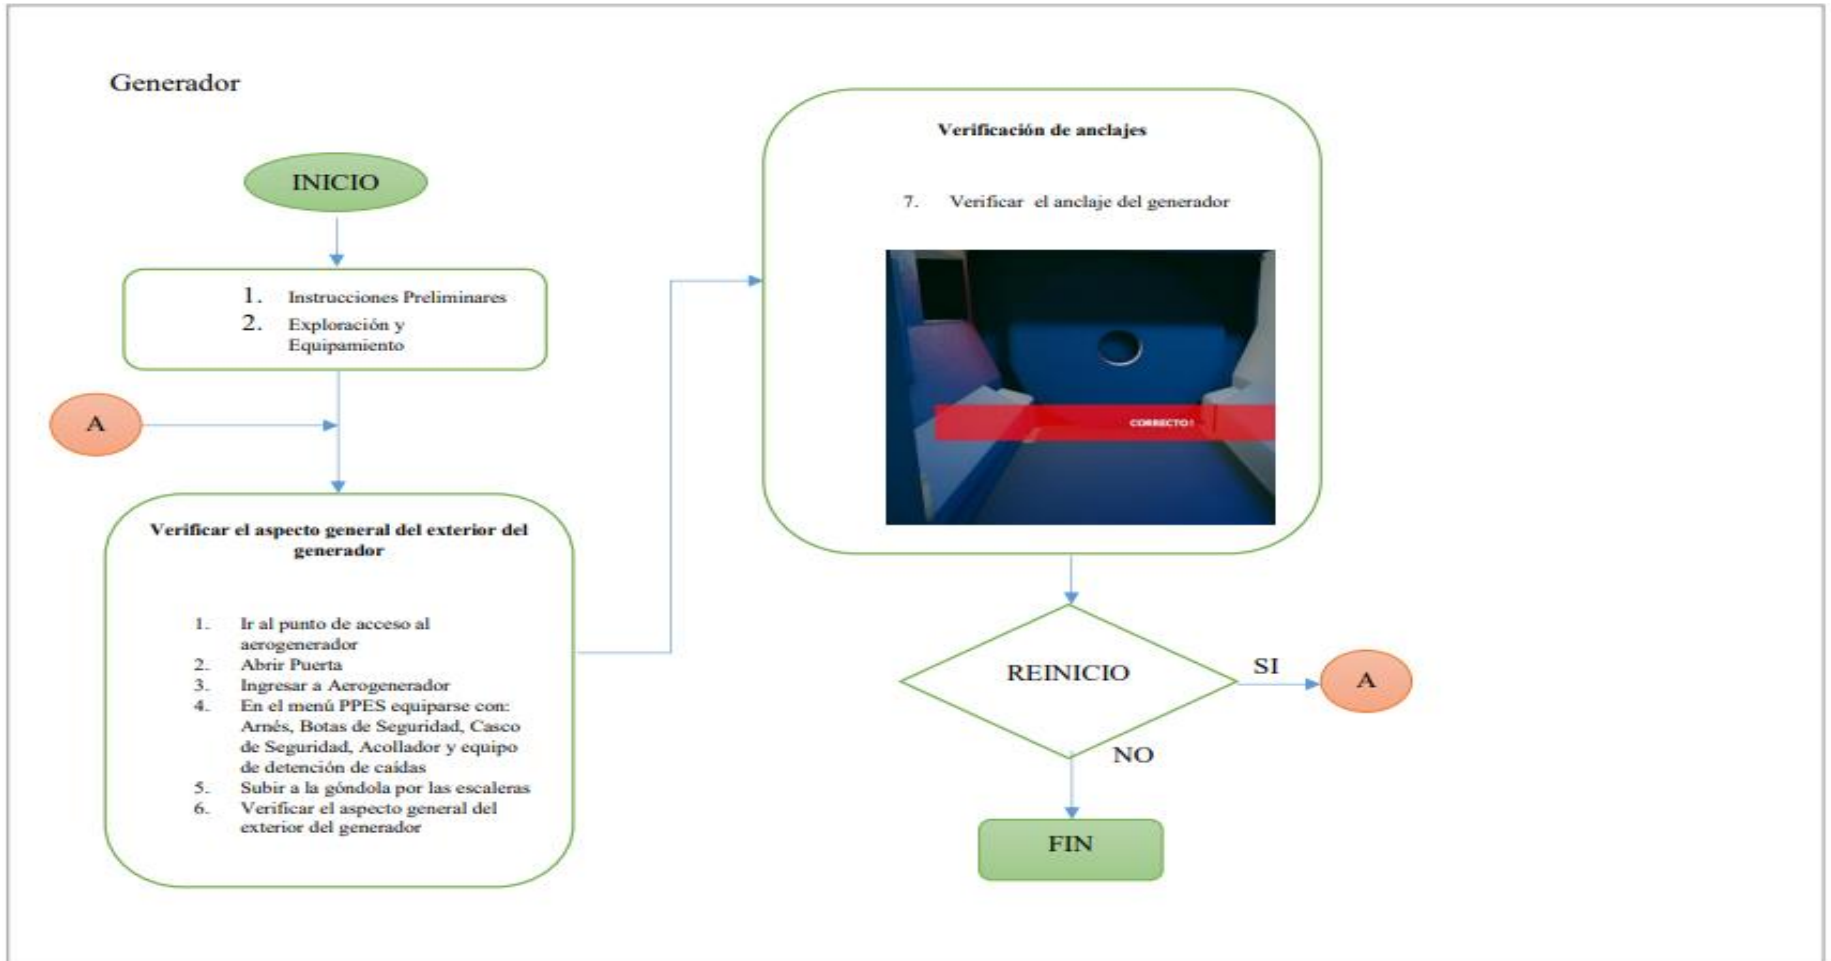 Generador
INICIO
1. Instrucciones Preliminares
2. Exploración y
Equipamiento
A
Verificar el aspecto general del exterior del
generador
1. Ir al punto de acceso al
aerogenerador
2. Abrir Puerta
3. Ingresar a Aerogenerador
4. En el menú PPES equiparse con:
Arnés, Botas de Seguridad, Casco
de Seguridad, Acollador y equipo
de detención de caídas
5. Subir a la góndola por las escaleras
6. Verificar el aspecto general del
exterior del generador
Verificación de anclajes
7. Verificar el anclaje del generador
CORRECTO!
REINICIO
SI
A
NO
FIN